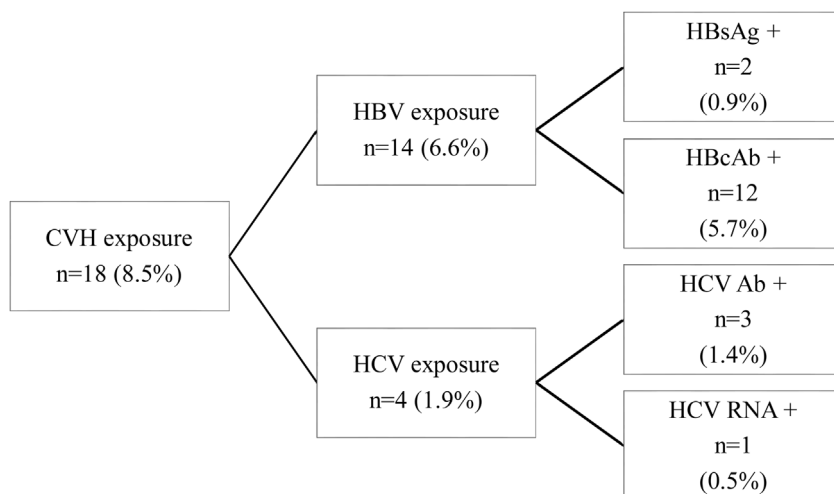 CVH exposure
n=18 (8.5%)
HBV exposure
n=14 (6.6%)
HCV exposure
n=4 (1.9%)
HBsAg +
n=2
(0.9%)
HBcAb +
n=12
(5.7%)
HCV Ab +
n=3
(1.4%)
HCV RNA +
n=1
(0.5%)